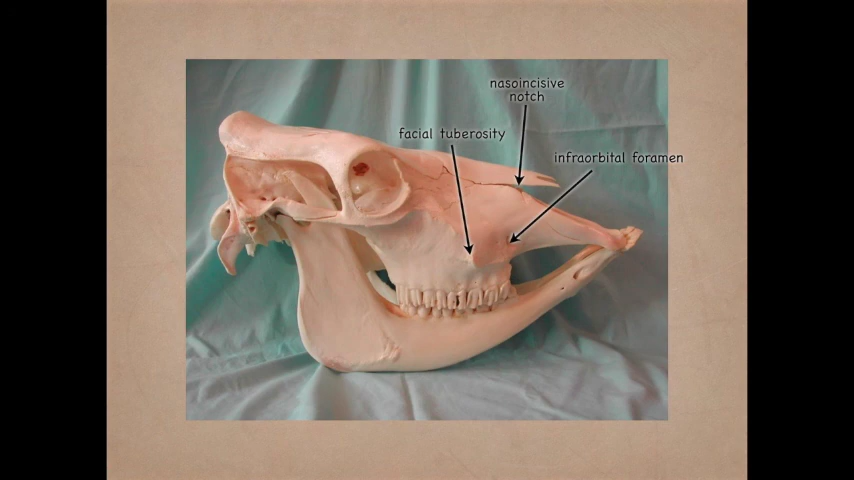 nasoincisive
notch
facial tuberosity
infraorbital foramen